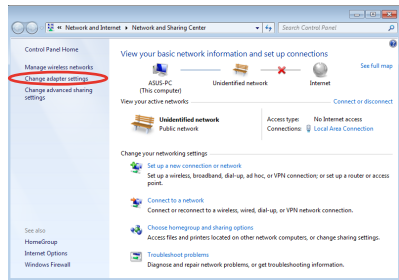 Network and Internet Network and Sharing Center Search Control Panel
Control Panel Home
Manage wireless networks
Change adapter settings
Change advanced sharing
settings
View your basic network information and set up connections
See full map
ASUS-PC Unidentified network Internet
(This computer)
View your active networks Connect or disconnect
Unidentified network
Public network
Access type: No Internet access
Connections: Local Area Connection
Change your networking settings
Set up a new connection or network
Set up a wireless, broadband, dial-up, ad hoc, or VPN connection; or set up a router or access
point.
Connect to a network
Connect or reconnect to a wireless, wired, dial-up, or VPN network connection.
Choose homegroup and sharing options
Access files and printers located on other network computers, or change sharing settings.
Troubleshoot problems
Diagnose and repair network problems, or get troubleshooting information.
See also
HomeGroup
Internet Options
Windows Firewall